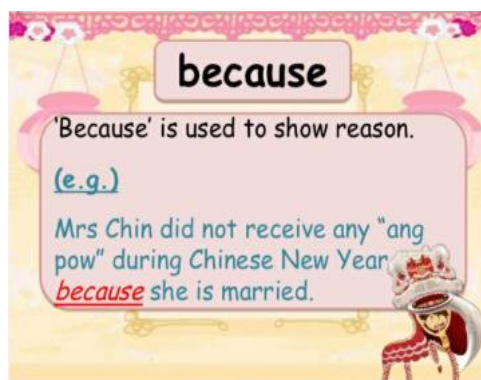 because
'Because' is used to show reason.
(e.g.)
Mrs Chin did not receive any “ang
pow” during Chinese New Year
because she is married.